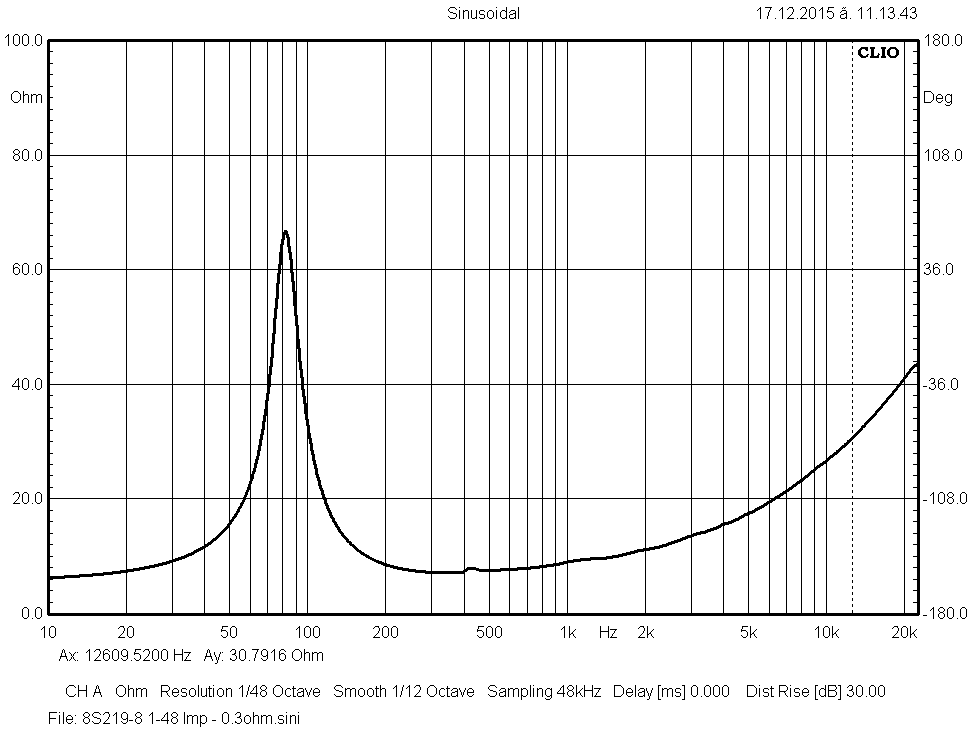 Sinusoidal 17.12.2015 ã. 11.13.43
100.0 180.0
CLIO
Ohm Deg
80.0 108.0
60.0 36.0
40.0 -36.0
20.0 -108.0
0.0 -180.0
10 20 50 100 200 500 1k Hz 2k 5k 10k 20k
Ax: 12609.5200 Hz Ay: 30.7916 Ohm
CH A Ohm Resolution 1/48 Octave Smooth 1/12 Octave Sampling 48kHz Delay [ms] 0.000 Dist Rise [dB] 30.00
File: 8S219-8 1-48 Imp - 0.3ohm.sini